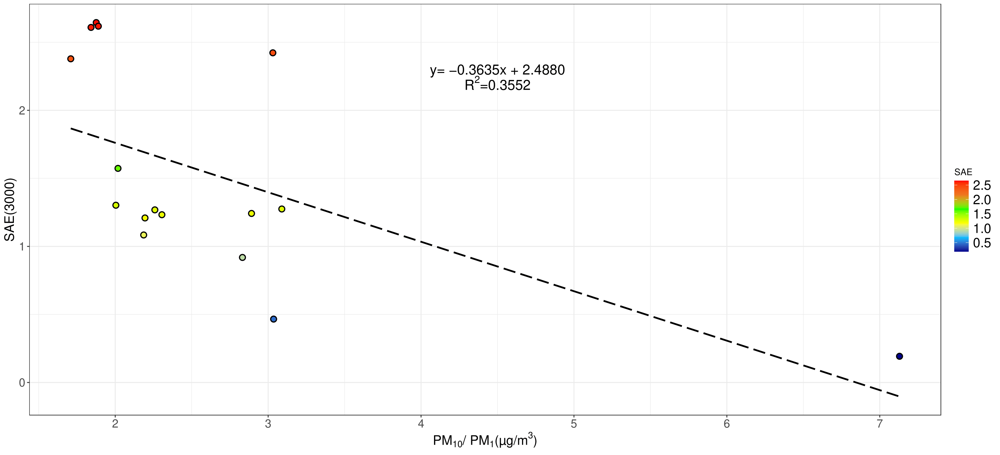 y= −0.3635x + 2.4880
R²=0.3552
SAE(3000)
2
1
0
2 3 4 5 6 7
PM₁₀/ PM₁(μg/m³)
SAE
2.5
2.0
1.5
1.0
0.5